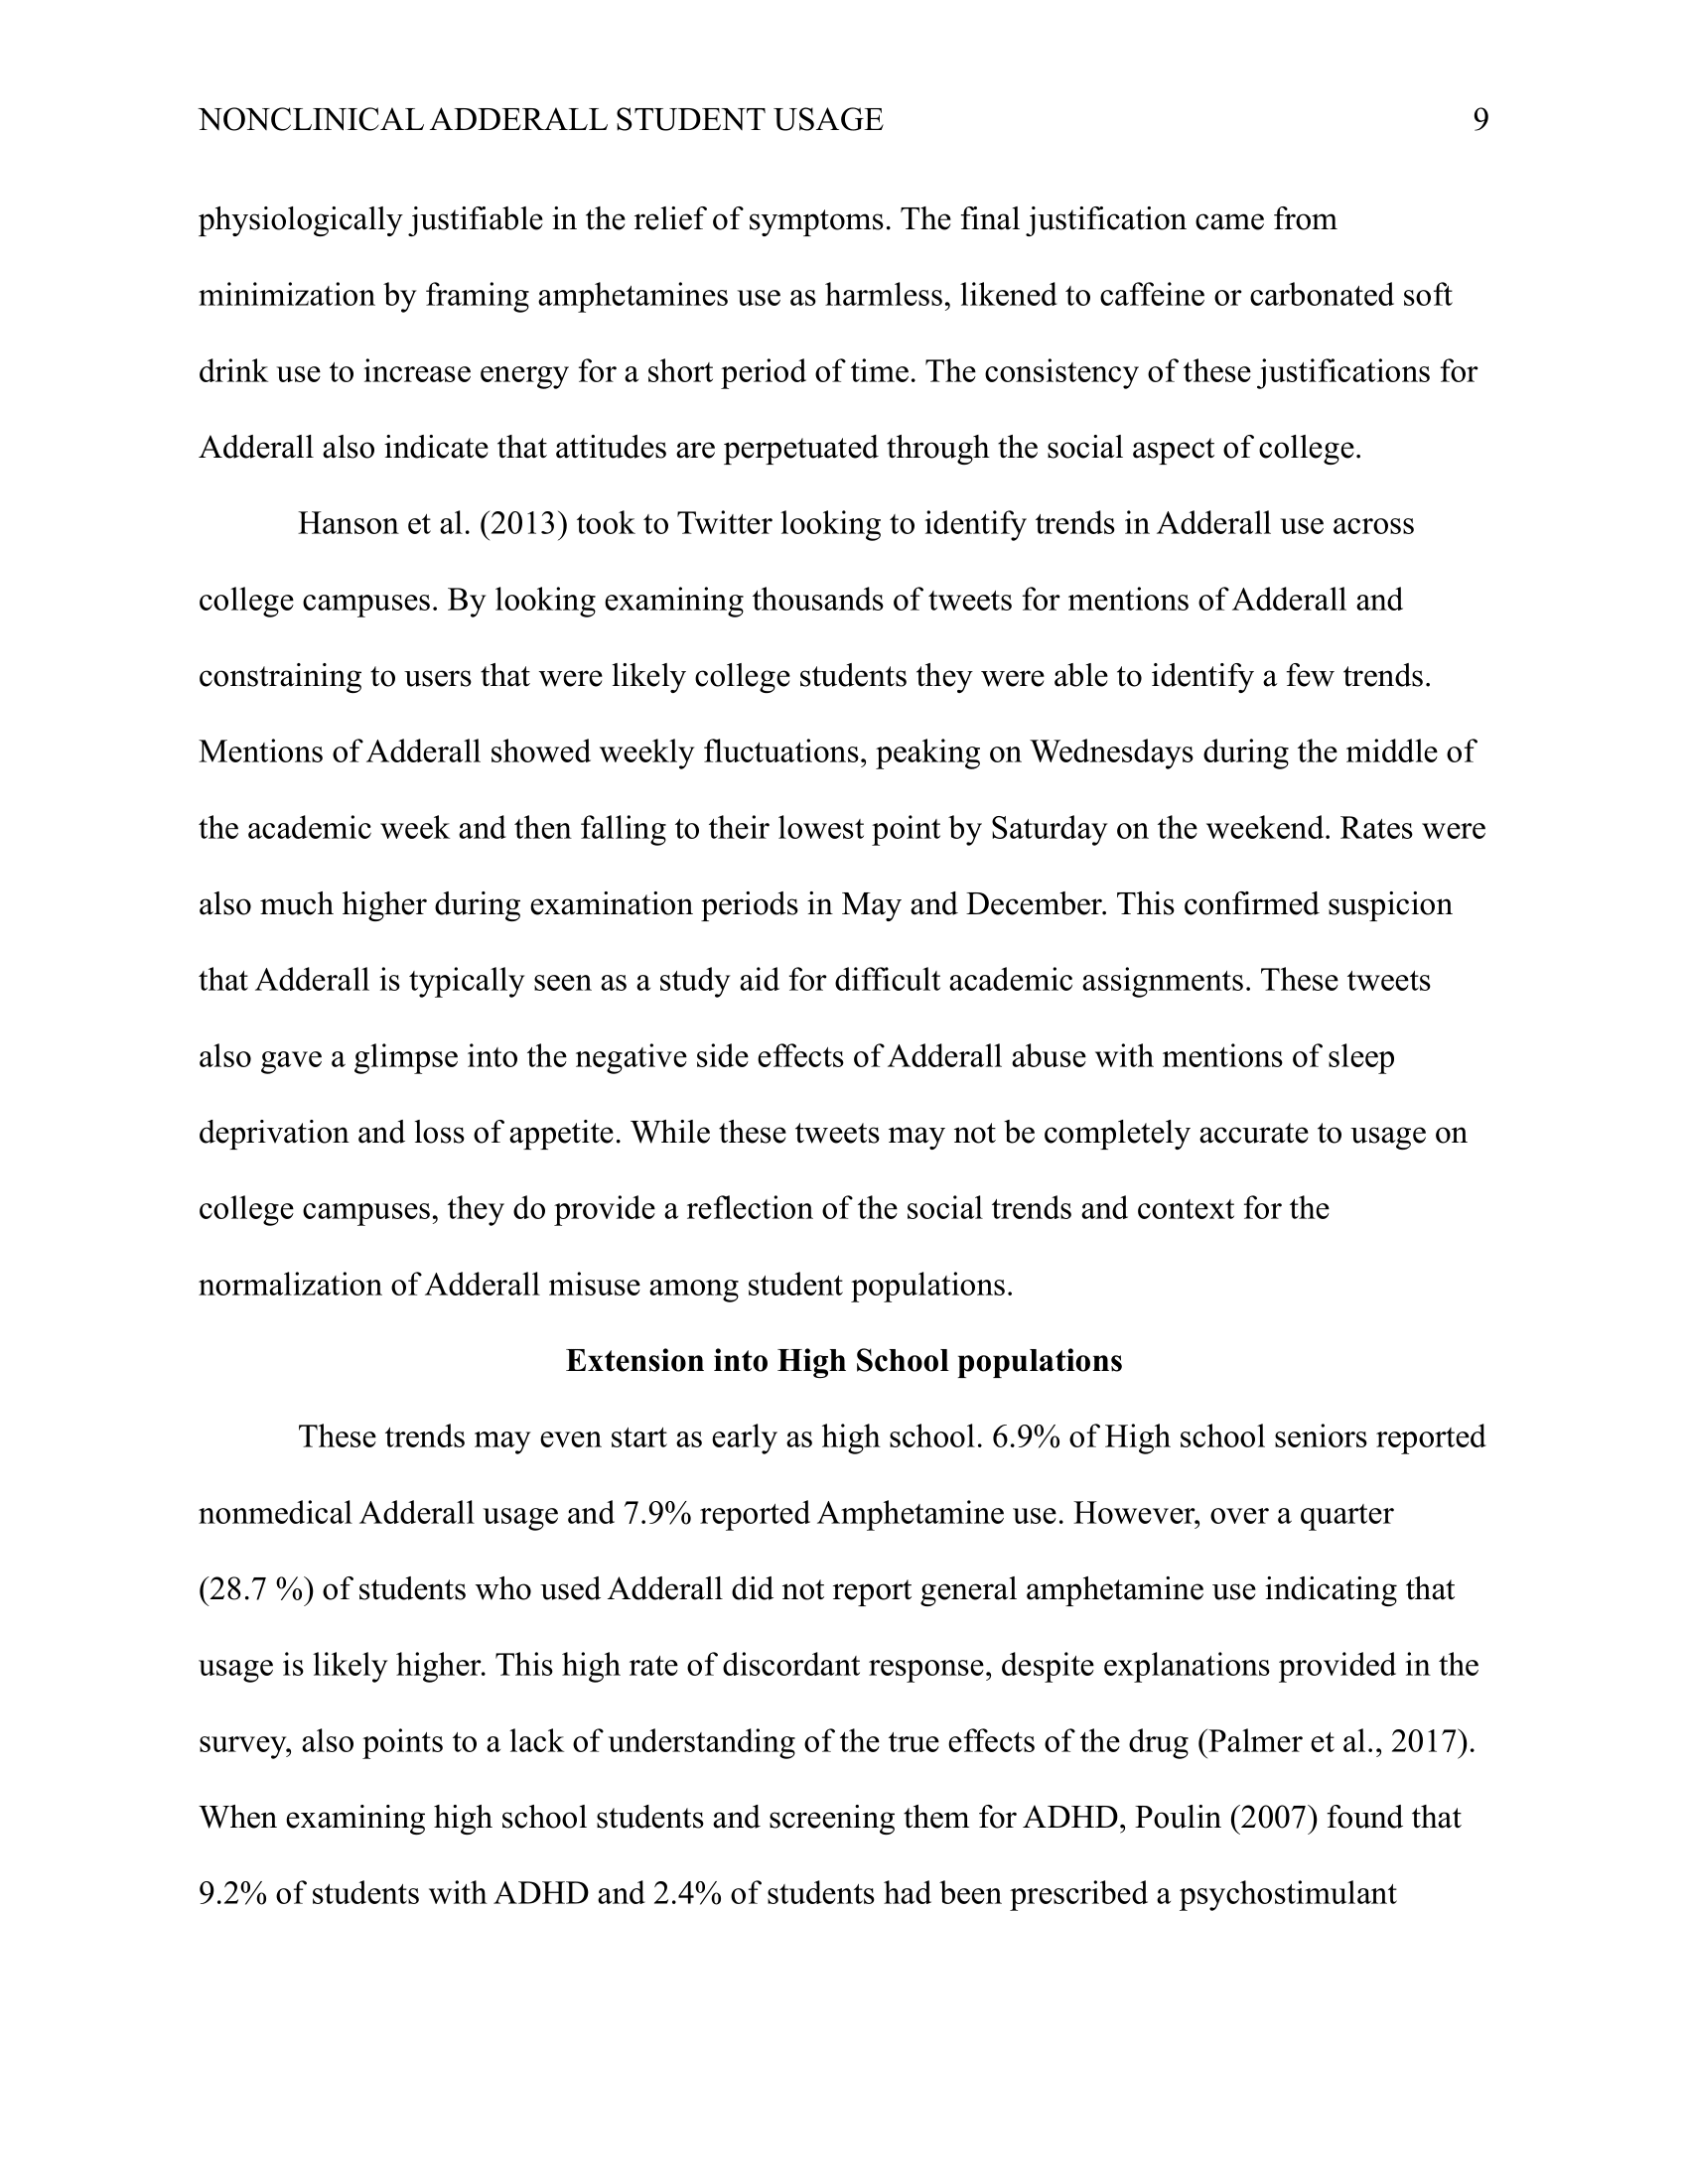 NONCLINICAL ADDERALL STUDENT USAGE 9
physiologically justifiable in the relief of symptoms. The final justification came from
minimization by framing amphetamines use as harmless, likened to caffeine or carbonated soft
drink use to increase energy for a short period of time. The consistency of these justifications for
Adderall also indicate that attitudes are perpetuated through the social aspect of college.
Hanson et al. (2013) took to Twitter looking to identify trends in Adderall use across
college campuses. By looking examining thousands of tweets for mentions of Adderall and
constraining to users that were likely college students they were able to identify a few trends.
Mentions of Adderall showed weekly fluctuations, peaking on Wednesdays during the middle of
the academic week and then falling to their lowest point by Saturday on the weekend. Rates were
also much higher during examination periods in May and December. This confirmed suspicion
that Adderall is typically seen as a study aid for difficult academic assignments. These tweets
also gave a glimpse into the negative side effects of Adderall abuse with mentions of sleep
deprivation and loss of appetite. While these tweets may not be completely accurate to usage on
college campuses, they do provide a reflection of the social trends and context for the
normalization of Adderall misuse among student populations.
Extension into High School populations
These trends may even start as early as high school. 6.9% of High school seniors reported
nonmedical Adderall usage and 7.9% reported Amphetamine use. However, over a quarter
(28.7 %) of students who used Adderall did not report general amphetamine use indicating that
usage is likely higher. This high rate of discordant response, despite explanations provided in the
survey, also points to a lack of understanding of the true effects of the drug (Palmer et al., 2017).
When examining high school students and screening them for ADHD, Poulin (2007) found that
9.2% of students with ADHD and 2.4% of students had been prescribed a psychostimulant